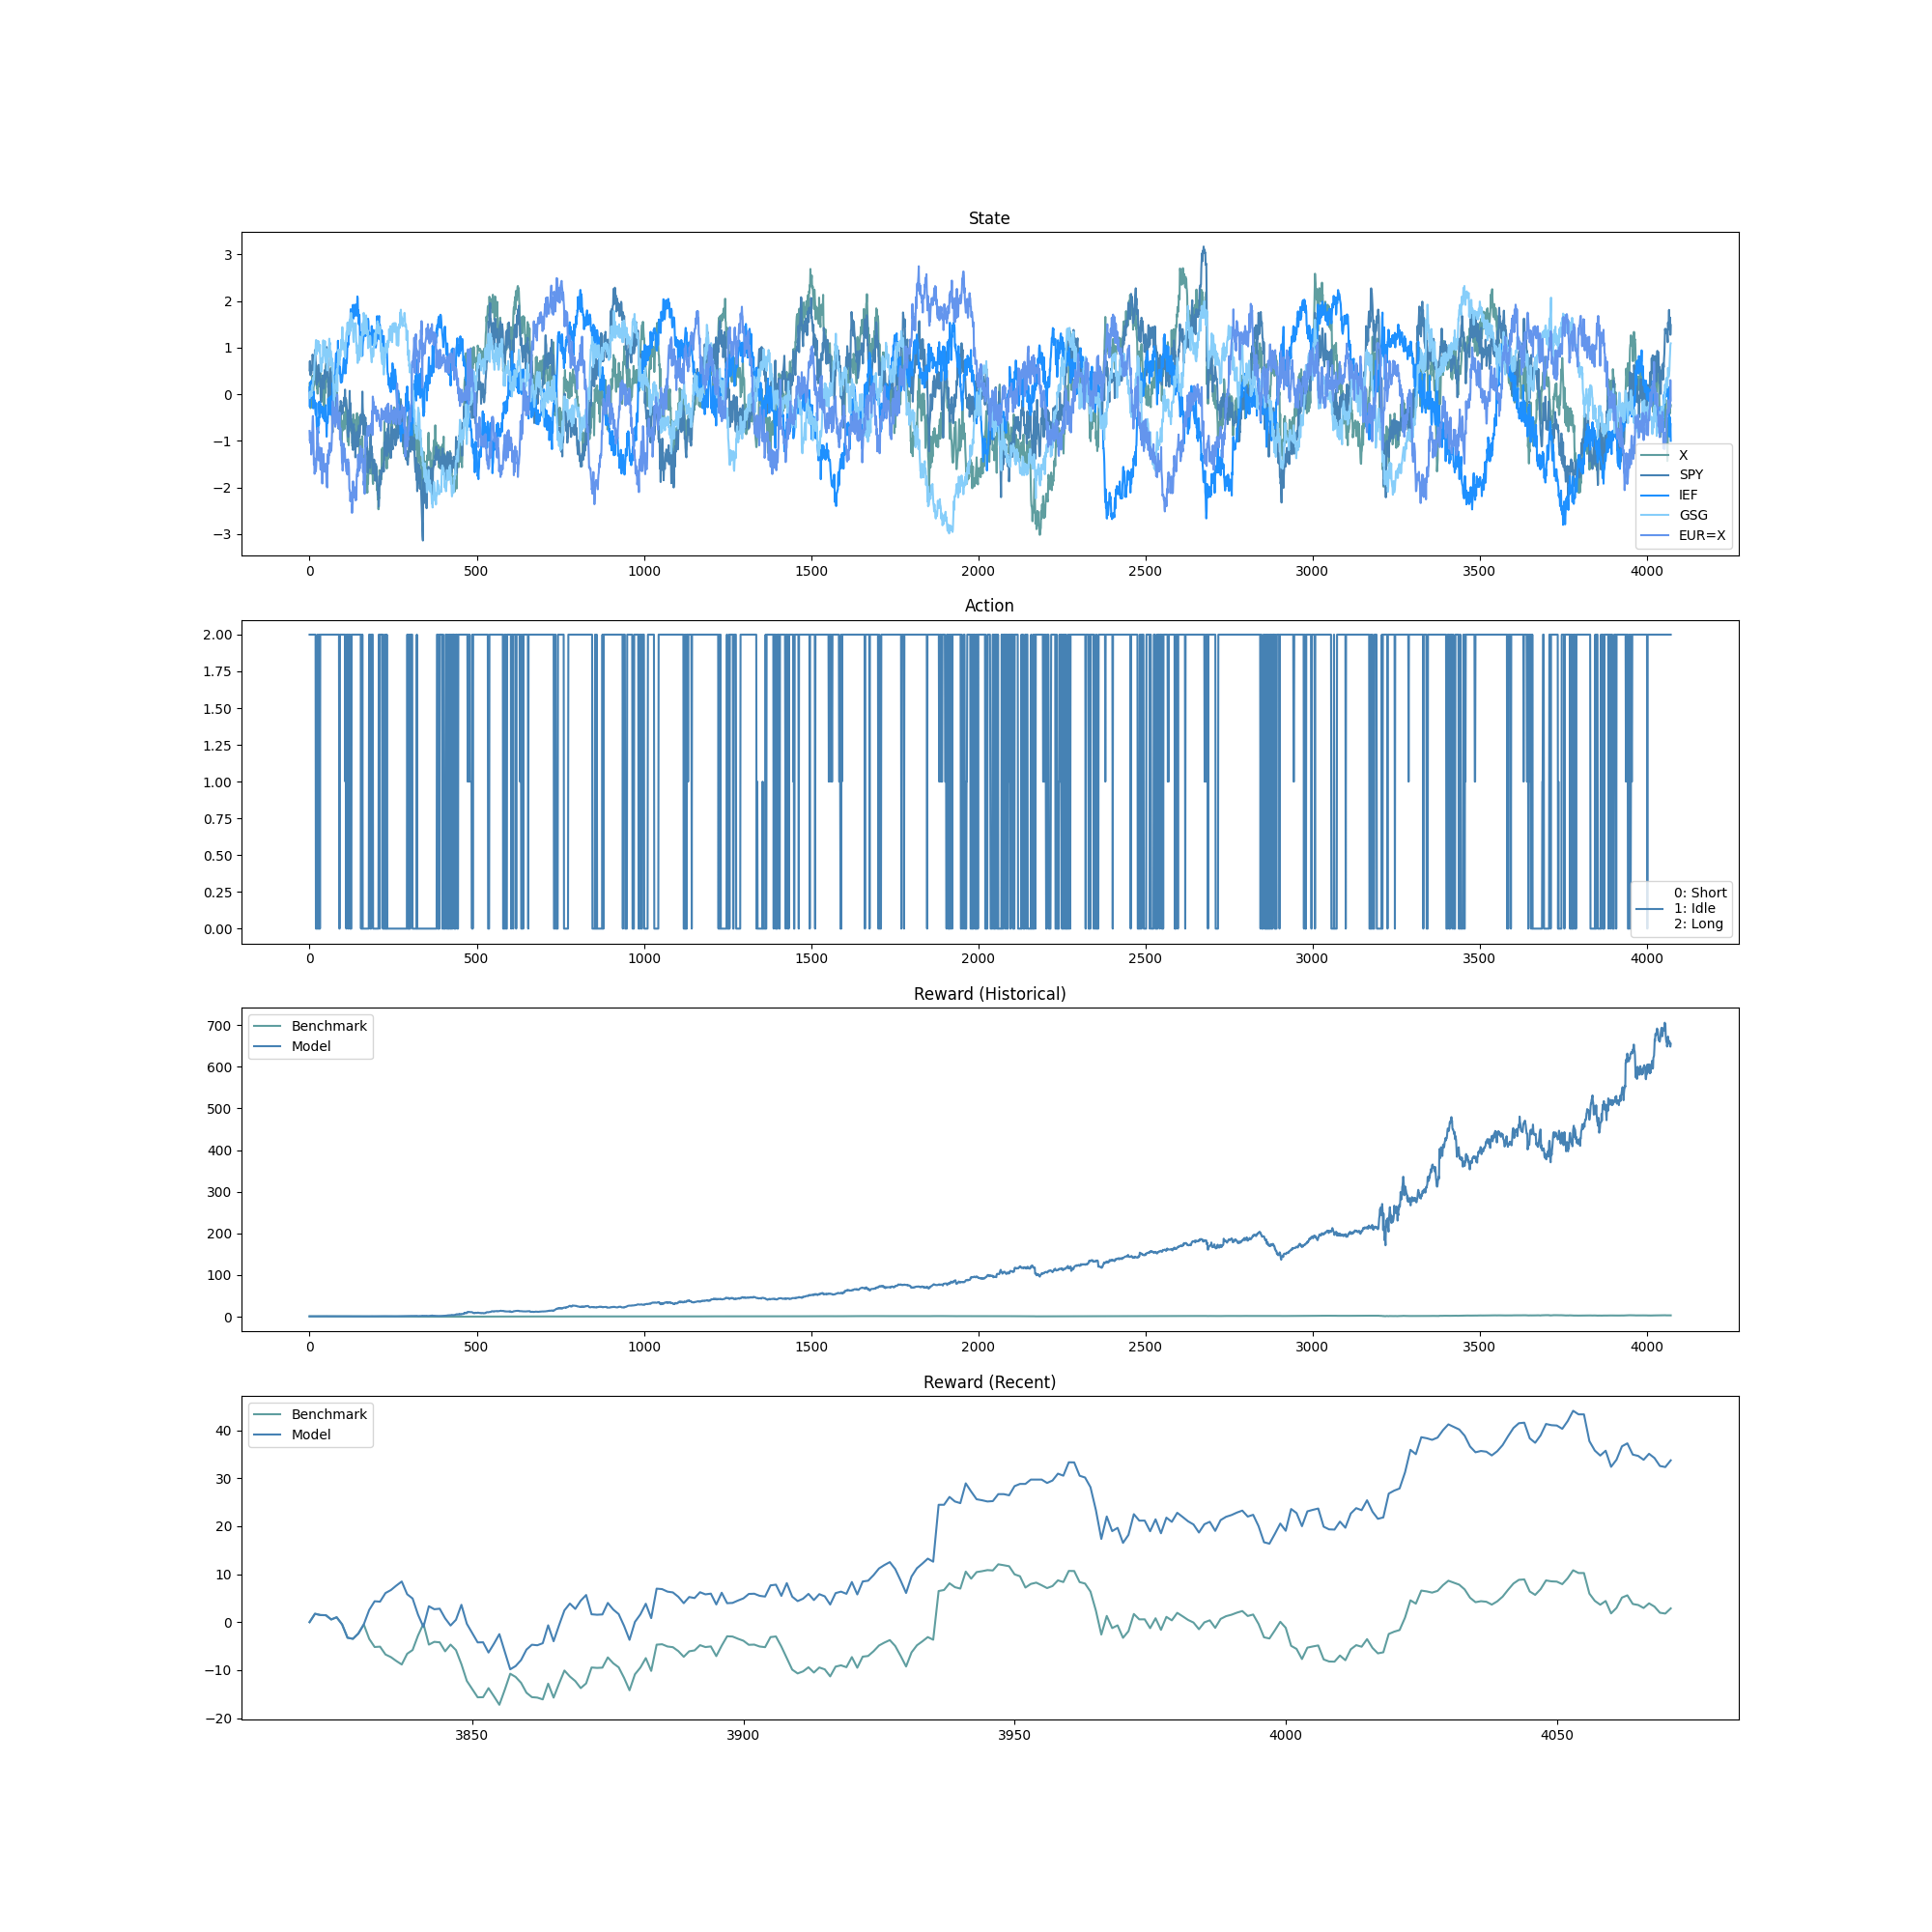 State
3
2
1
0
−1
−2
−3
X
SPY
IEF
GSG
EUR=X
0 500 1000 1500 2000 2500 3000 3500 4000
Action
2.00
1.75
1.50
1.25
1.00
0.75
0.50
0.25
0.00
0: Short
1: Idle
2: Long
0 500 1000 1500 2000 2500 3000 3500 4000
Reward (Historical)
Benchmark
Model
700
600
500
400
300
200
100
0
0 500 1000 1500 2000 2500 3000 3500 4000
Reward (Recent)
Benchmark
Model
40
30
20
10
0
−10
−20
3850 3900 3950 4000 4050